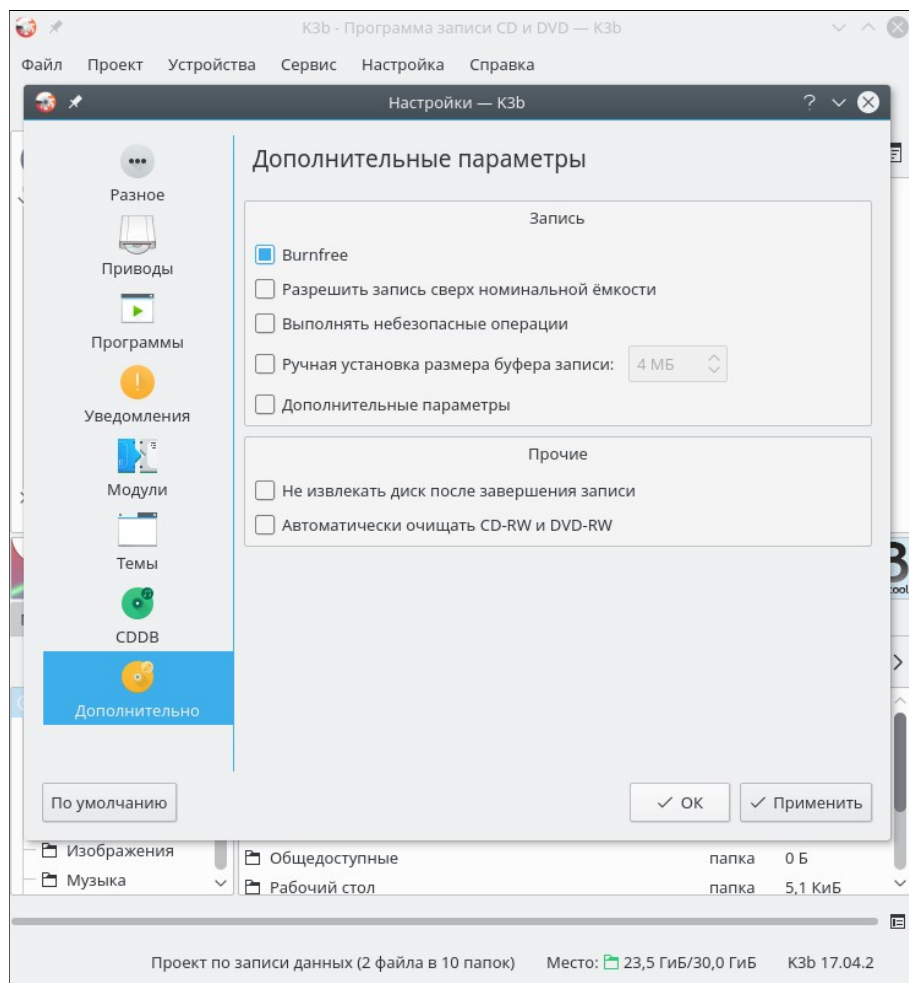 K3b - Программа записи CD и DVD — K3b
Файл Проект Устройства Сервис Настройка Справка
Настройки — K3b
Разное
Приводы
Программы
Уведомления
Модули
Темы
CDDB
Дополнительно
Дополнительные параметры
Запись
Burnfree
Разрешить запись сверх номинальной ёмкости
Выполнять небезопасные операции
Ручная установка размера буфера записи: 4 МБ
Дополнительные параметры
Прочие
Не извлекать диск после завершения записи
Автоматически очищать CD-RW и DVD-RW
По умолчанию
ОК
Применить
Изображения
Музыка
Общедоступные папка 0 Б
Рабочий стол папка 5,1 КиБ
Проект по записи данных (2 файла в 10 папок) Место: 23,5 ГиБ/30,0 ГиБ K3b 17.04.2